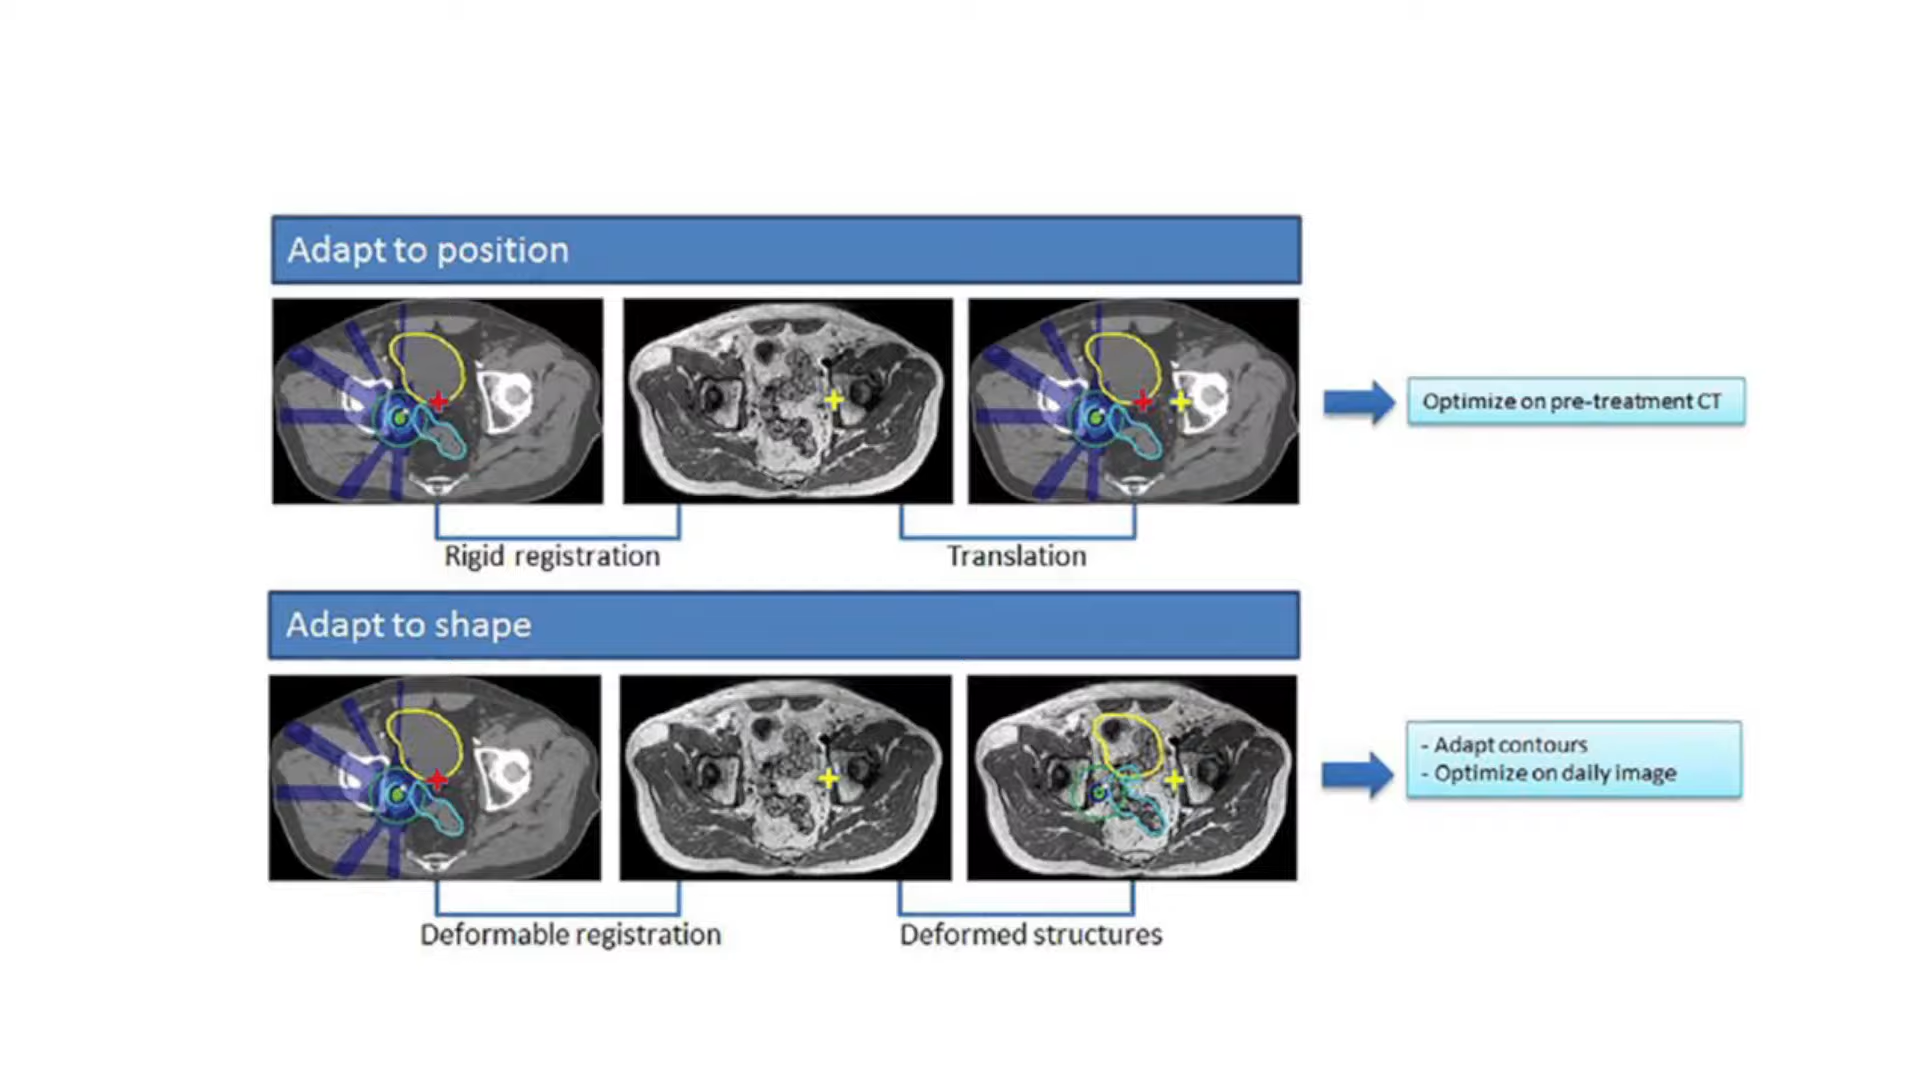 Adapt to position
Optimize on pre-treatment CT
Rigid registration
Translation
Adapt to shape
- Adapt contours
- Optimize on daily image
Deformable registration
Deformed structures